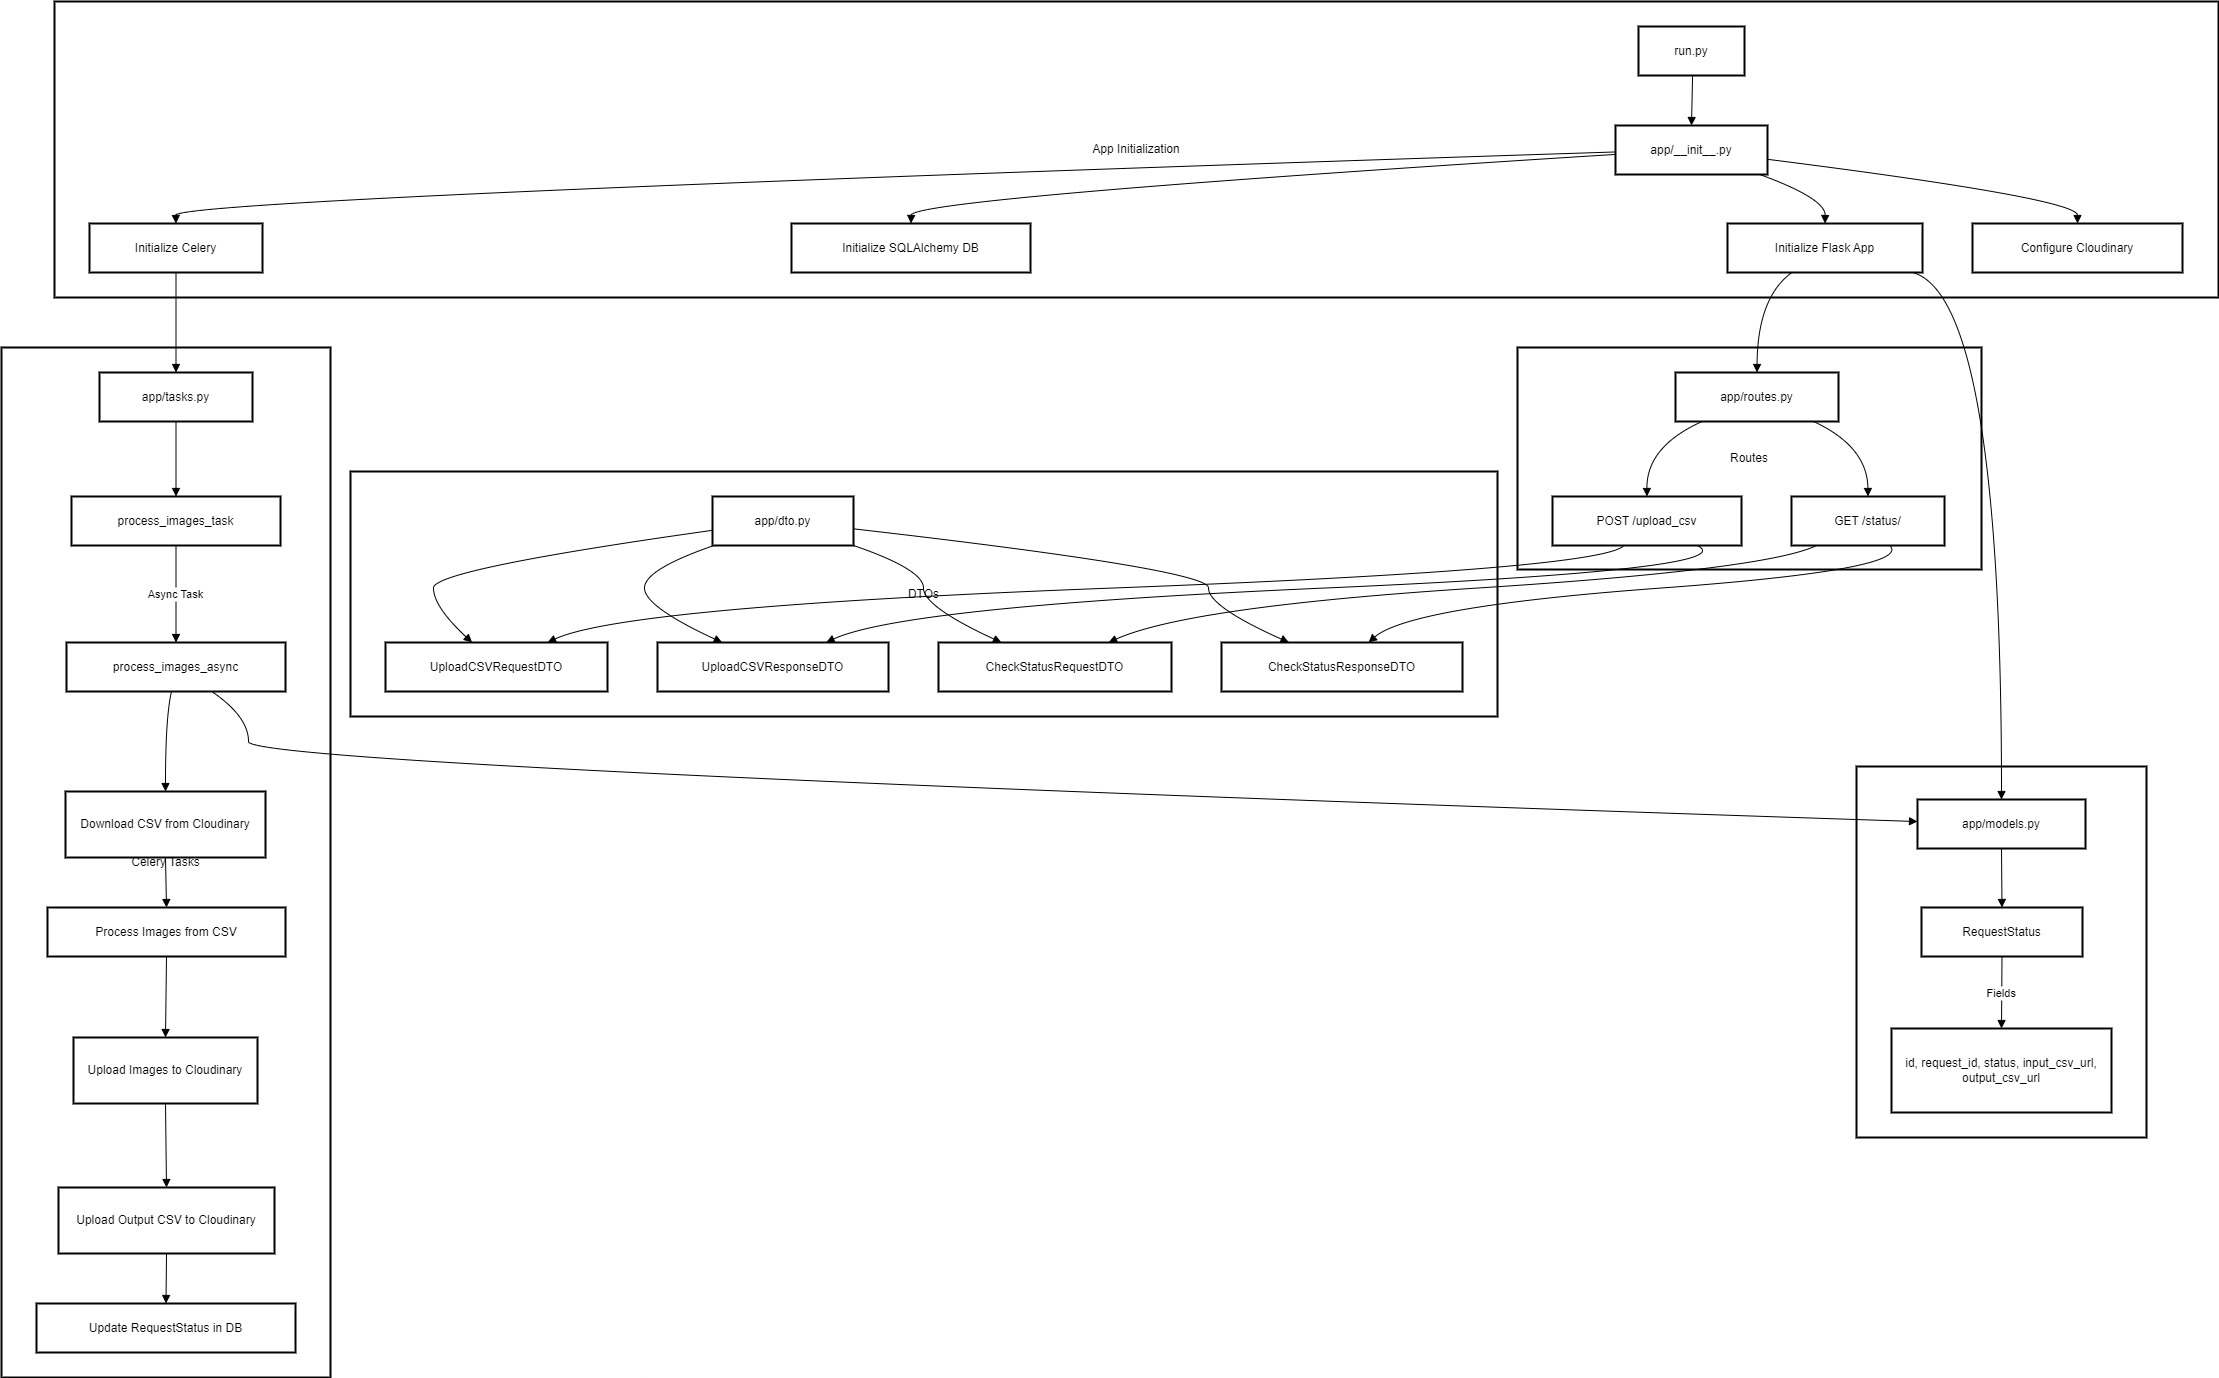 run.py
App Initialization
app/__init__.py
Initialize Celery
Initialize SQLAlchemy DB
Initialize Flask App
Configure Cloudinary
app/tasks.py
app/routes.py
Routes
process_images_task
app/dto.py
POST /upload_csv
GET /status/
Async Task
DTOs
process_images_async
UploadCSVRequestDTO
UploadCSVResponseDTO
CheckStatusRequestDTO
CheckStatusResponseDTO
Download CSV from Cloudinary
app/models.py
Celery Tasks
Process Images from CSV
RequestStatus
Fields
Upload Images to Cloudinary
id, request_id, status, input_csv_url,
output_csv_url
Upload Output CSV to Cloudinary
Update RequestStatus in DB